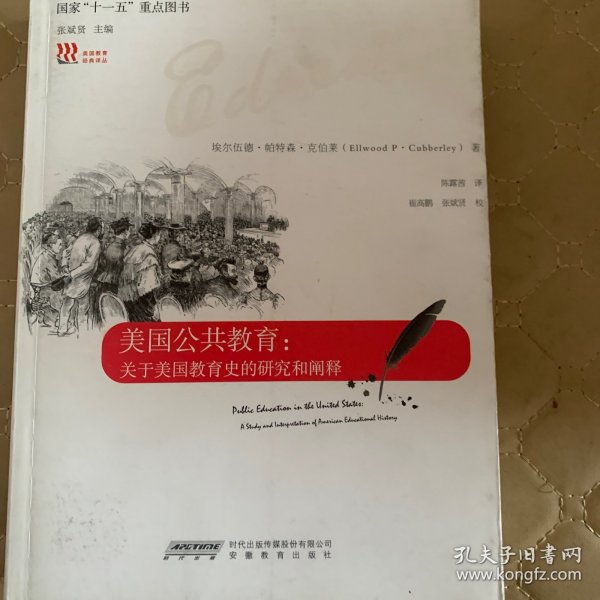 国家“十一五”重点图书
张斌贤 主编
美国教育
经典译丛
埃尔伍德·帕特森·克伯莱（Ellwood P·Cubberley）著
陈露茜 译
崔高鹏 张斌贤 校
美国公共教育：
关于美国教育史的研究和阐释
Public Education in the United States:
A Study and Interpretation of American Educational History
ARCTIME
时代出版
时代出版传媒股份有限公司
安徽教育出版社
孔夫子旧书网
www.kongfz.com